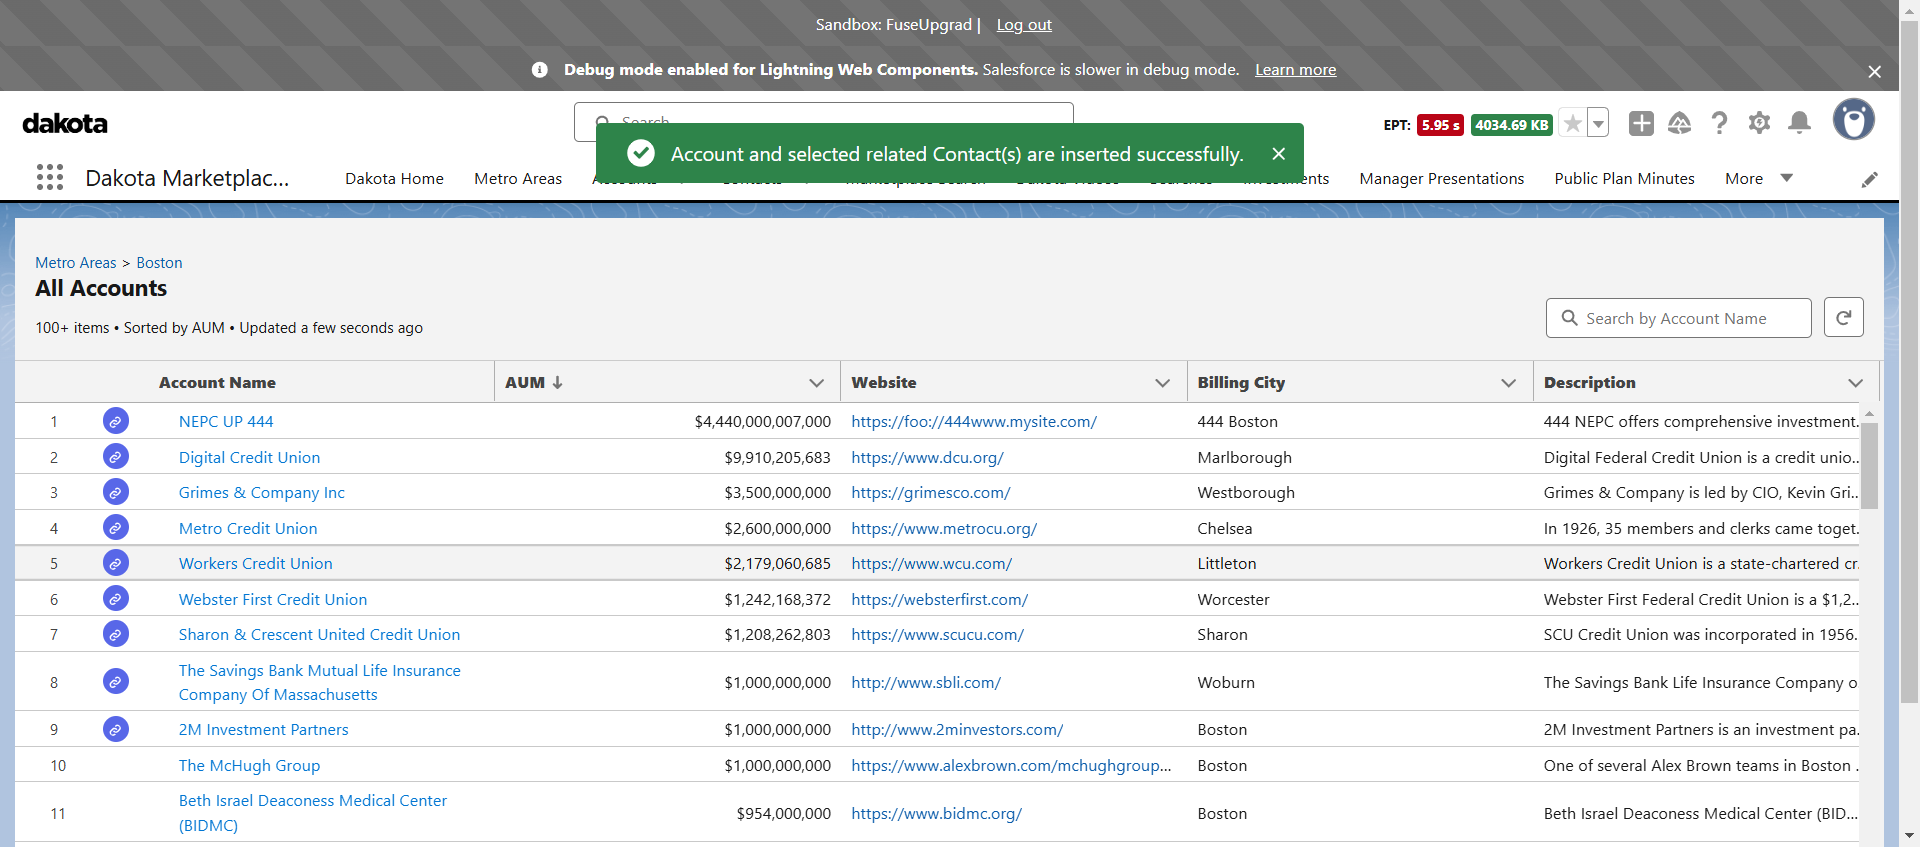 Sandbox: FuseUpgrad | Log out
Debug mode enabled for Lightning Web Components. Salesforce is slower in debug mode. Learn more
dakota
Search
EPT: 5.95 s 4034.69 KB
Account and selected related Contact(s) are inserted successfully.
Dakota Marketplac... Dakota Home Metro Areas Manager Presentations Public Plan Minutes More
Metro Areas > Boston
All Accounts
100+ items • Sorted by AUM • Updated a few seconds ago
Search by Account Name
Account Name AUM Website Billing City Description
1 NEPC UP 444 $4,440,000,007,000 https://foo://444www.mysite.com/ 444 Boston 444 NEPC offers comprehensive investment...
2 Digital Credit Union $9,910,205,683 https://www.dcu.org/ Marlborough Digital Federal Credit Union is a credit unio...
3 Grimes & Company Inc $3,500,000,000 https://grimesco.com/ Westborough Grimes & Company is led by CIO, Kevin Gri...
4 Metro Credit Union $2,600,000,000 https://www.metrocu.org/ Chelsea In 1926, 35 members and clerks came toget...
5 Workers Credit Union $2,179,060,685 https://www.wcu.com/ Littleton Workers Credit Union is a state-chartered cr...
6 Webster First Credit Union $1,242,168,372 https://websterfirst.com/ Worcester Webster First Federal Credit Union is a $1,2...
7 Sharon & Crescent United Credit Union $1,208,262,803 https://www.scucu.com/ Sharon SCU Credit Union was incorporated in 1956.
8 The Savings Bank Mutual Life Insurance
Company Of Massachusetts $1,000,000,000 http://www.sbli.com/ Woburn The Savings Bank Life Insurance Company o
9 2M Investment Partners $1,000,000,000 http://www.2minvestors.com/ Boston 2M Investment Partners is an investment pa...
10 The McHugh Group $1,000,000,000 https://www.alexbrown.com/mchughgroup... Boston One of several Alex Brown teams in Boston .
11 Beth Israel Deaconess Medical Center
(BIDMC) $954,000,000 https://www.bidmc.org/ Boston Beth Israel Deaconess Medical Center (BID...